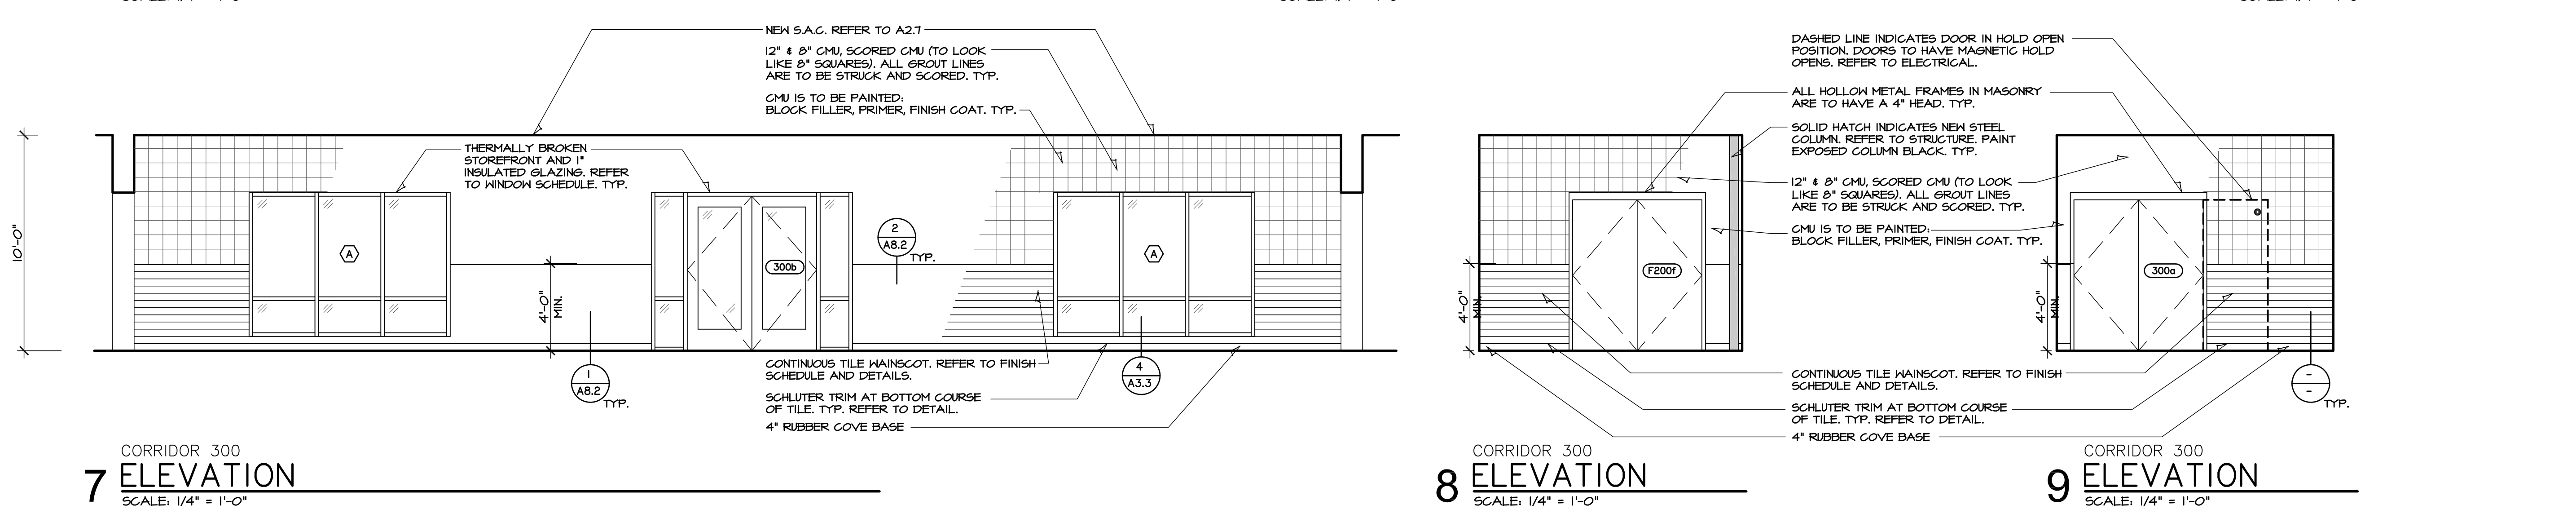 NEW S.A.C. REFER TO A2.7
12" & 8" CMU, SCORED CMU (TO LOOK
LIKE 8" SQUARES). ALL GROUT LINES
ARE TO BE STRUCK AND SCORED. TYP.
CMU IS TO BE PAINTED:
BLOCK FILLER, PRIMER, FINISH COAT. TYP.
THERMALLY BROKEN
STOREFRONT AND 1"
INSULATED GLAZING. REFER
TO WINDOW SCHEDULE. TYP.
10'-0"
A
300b
2
A8.2
TYP.
A
4'-0"
MIN.
1
A8.2
TYP.
4
A3.3
CONTINUOUS TILE WAINSCOT. REFER TO FINISH
SCHEDULE AND DETAILS.
SCHLUTER TRIM AT BOTTOM COURSE
OF TILE. TYP. REFER TO DETAIL.
4" RUBBER COVE BASE
7
CORRIDOR 300
ELEVATION
SCALE: 1/4" = 1'-0"
DASHED LINE INDICATES DOOR IN HOLD OPEN
POSITION. DOORS TO HAVE MAGNETIC HOLD
OPENS. REFER TO ELECTRICAL.
ALL HOLLOW METAL FRAMES IN MASONRY
ARE TO HAVE A 4" HEAD. TYP.
SOLID HATCH INDICATES NEW STEEL
COLUMN. REFER TO STRUCTURE. PAINT
EXPOSED COLUMN BLACK. TYP.
12" & 8" CMU, SCORED CMU (TO LOOK
LIKE 8" SQUARES). ALL GROUT LINES
ARE TO BE STRUCK AND SCORED. TYP.
CMU IS TO BE PAINTED:
BLOCK FILLER, PRIMER, FINISH COAT. TYP.
F200f
300a
4'-0"
MIN.
4'-0"
MIN.
CONTINUOUS TILE WAINSCOT. REFER TO FINISH
SCHEDULE AND DETAILS.
SCHLUTER TRIM AT BOTTOM COURSE
OF TILE. TYP. REFER TO DETAIL.
4" RUBBER COVE BASE
-
-
TYP.
8
CORRIDOR 300
ELEVATION
SCALE: 1/4" = 1'-0"
9
CORRIDOR 300
ELEVATION
SCALE: 1/4" = 1'-0"